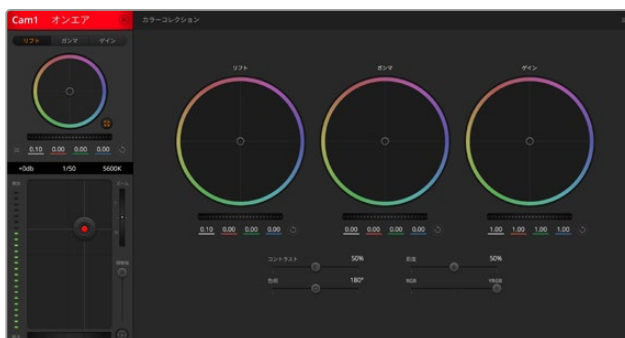 Cam1 オンエア
カラーコレクション
リフト ガンマ ゲイン
0.10 0.00 0.00 0.00
+0db 1/50 5600K
リフト ガンマ ゲイン
0.10 0.00 0.00 0.00
0.00 0.00 0.00 0.00
1.00 1.00 1.00 1.00
コントラスト 50%
彩度 50%
色相 180°
RGB YRGB